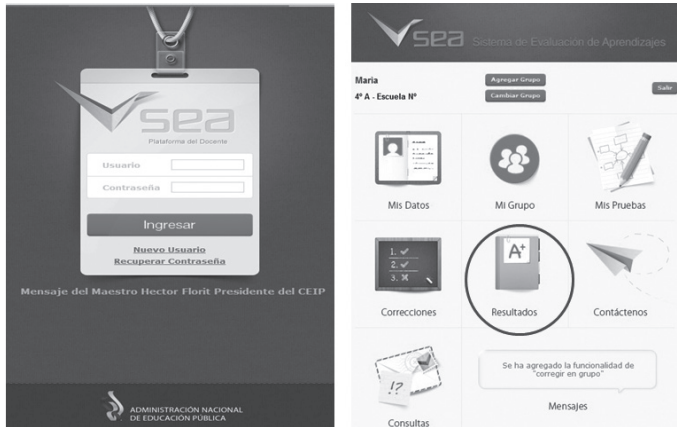 sea
Plataforma del Docente
Usuario
Contraseña
Ingresar
Nuevo Usuario
Recuperar Contraseña
Mensaje del Maestro Hector Florit Presidente del CEIP
ADMINISTRACIÓN NACIONAL
DE EDUCACIÓN PÚBLICA
sea Sistema de Evaluación de Aprendizajes
Maria
Agregar Grupo
4º A - Escuela Nº
Cambiar Grupo
Salir
Mis Datos
Mi Grupo
Mis Pruebas
1.
2.
3.
A+
Correcciones
Resultados
Contáctenos
!?
Se ha agregado la funcionalidad de
"corregir en grupo"
Mensajes
Consultas